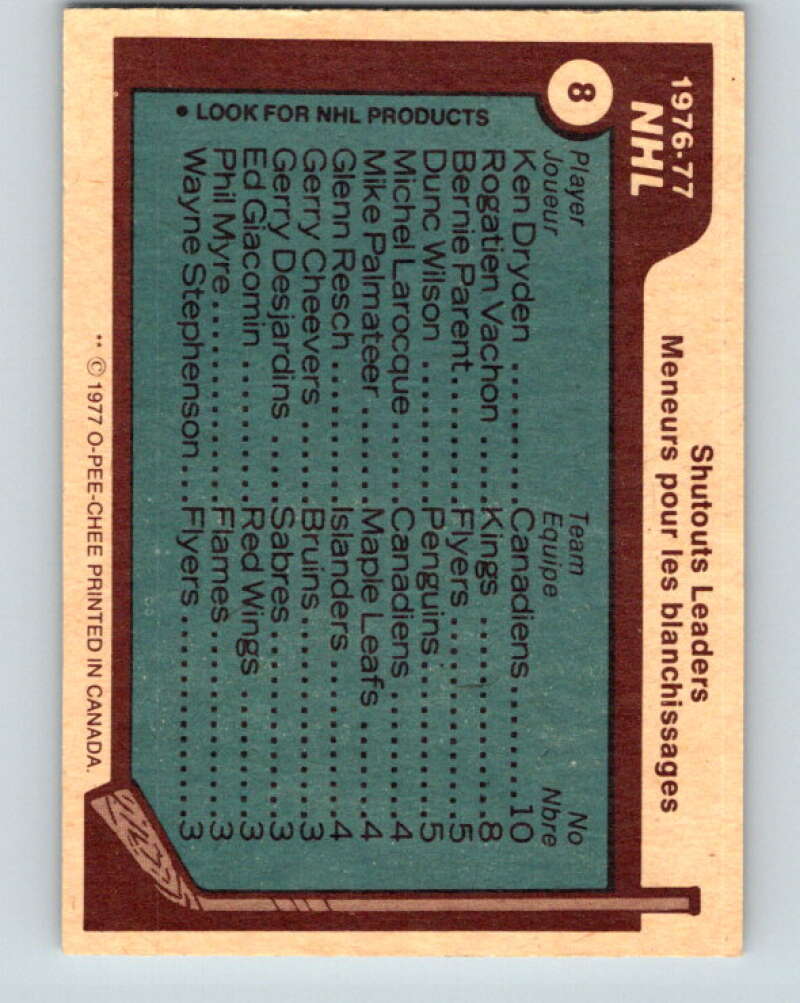 8
1976-77
NHL
Shutouts Leaders
Meneurs pour les blanchissages
Player Team No
Joueur Equipe Nbre
Ken Dryden ........ Canadiens ........ 10
Rogatien Vachon ..... Kings ............ 8
Bernie Parent ........ Flyers ............ 5
Dunc Wilson .......... Penguins ......... 5
Michel Larocque ..... Canadiens ........ 4
Mike Palmateer ...... Maple Leafs ...... 4
Glenn Resch ......... Islanders ......... 4
Gerry Cheevers ...... Bruins ............ 3
Gerry Desjardins .... Sabres ........... 3
Ed Giacomin ......... Red Wings ....... 3
Phil Myre ............. Flames ........... 3
Wayne Stephenson ... Flyers ............ 3
• LOOK FOR NHL PRODUCTS
** © 1977 O-PEE-CHEE PRINTED IN CANADA.